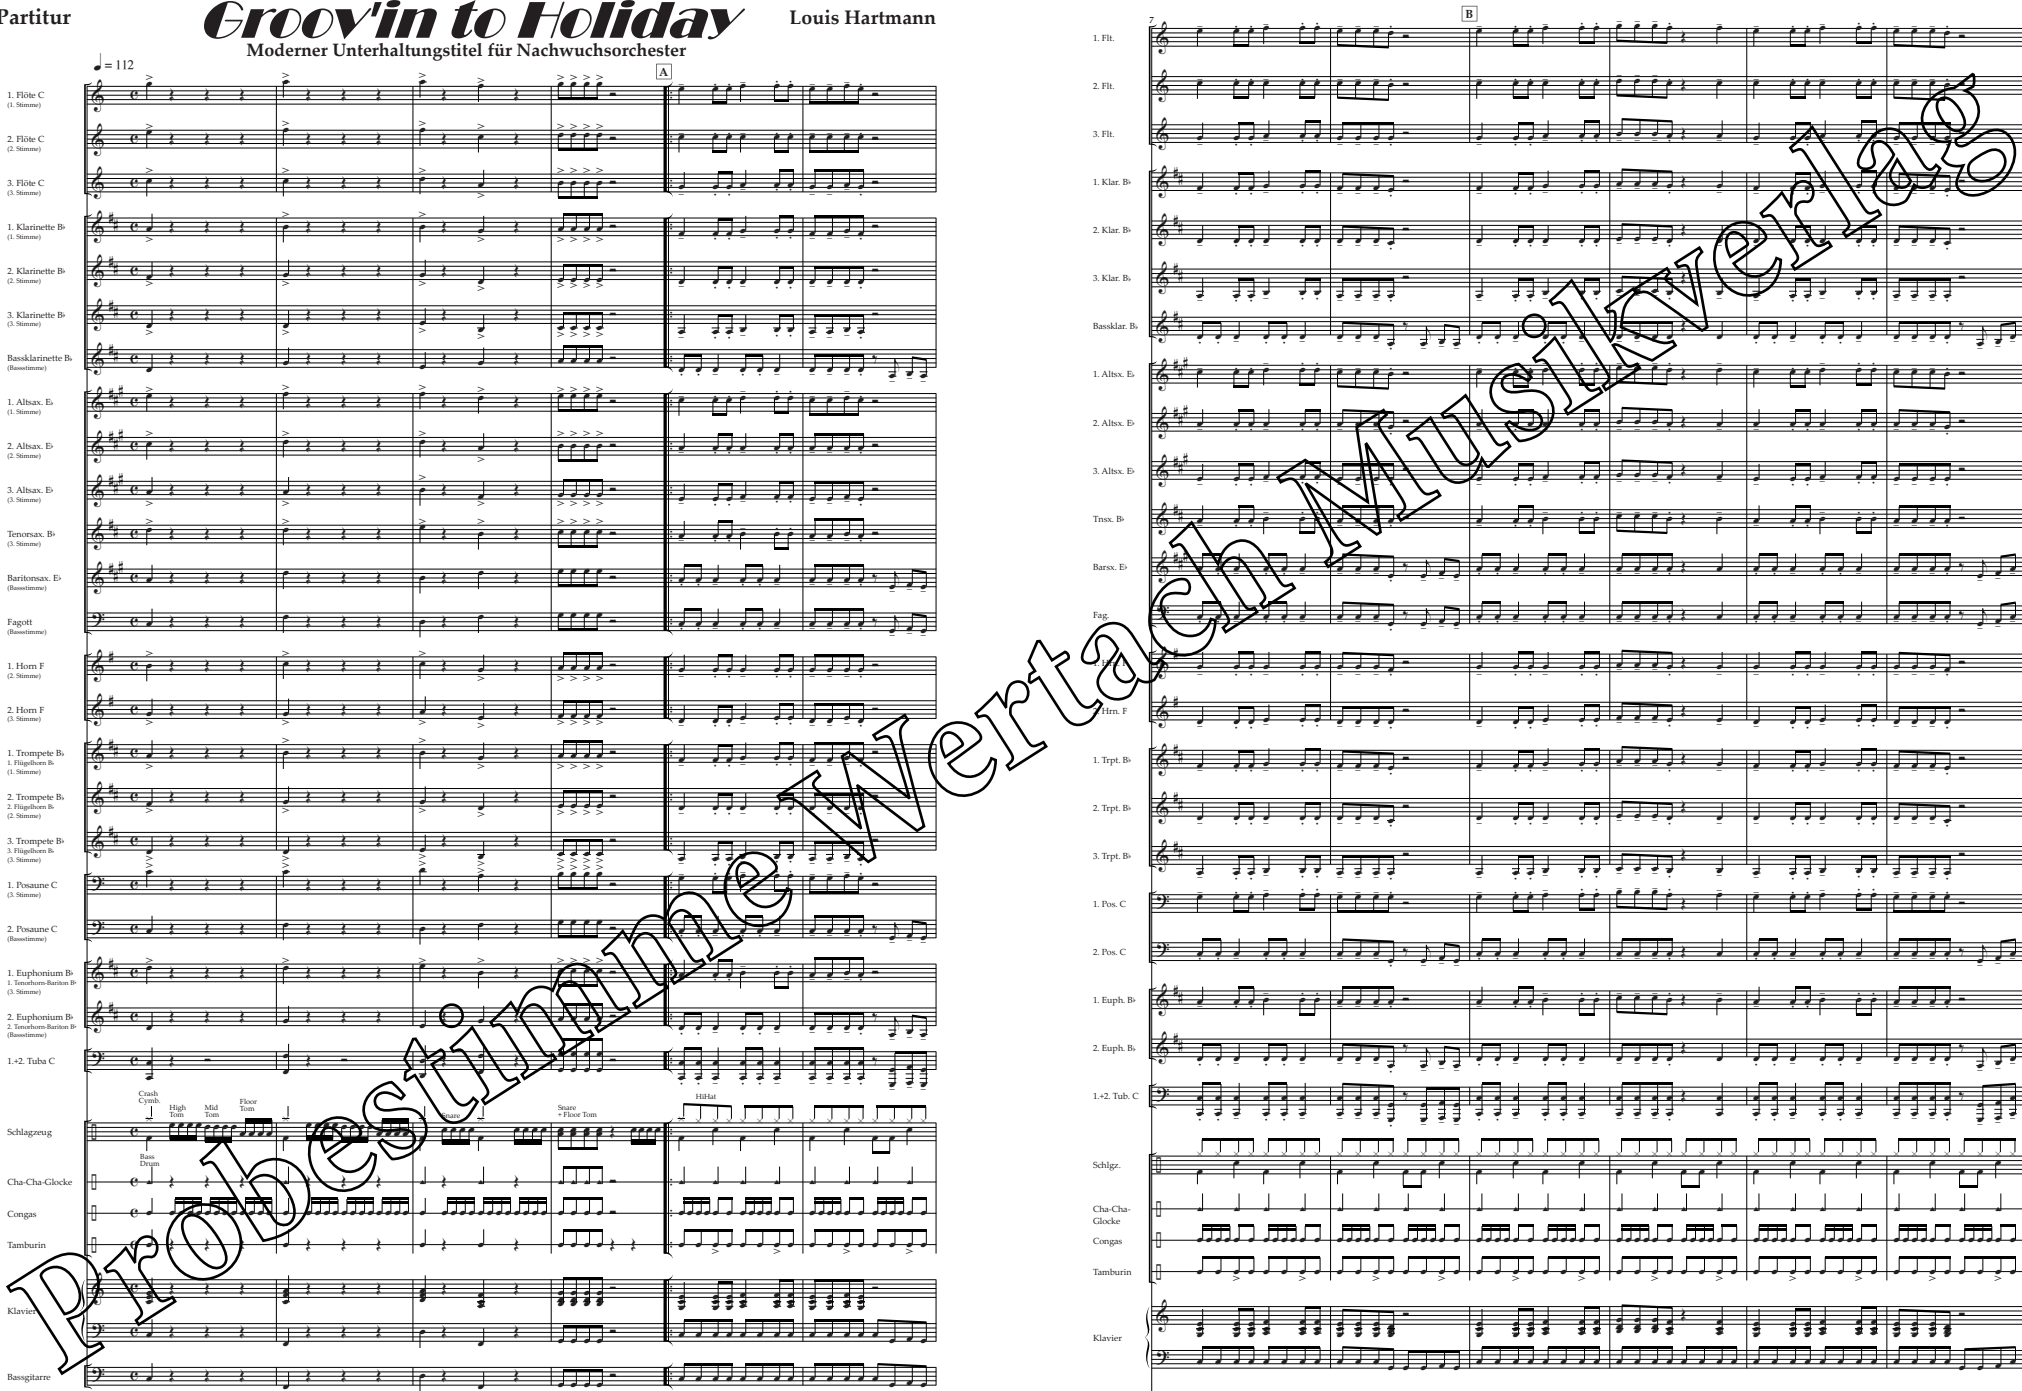 Partitur
Groov'in to Holiday
Louis Hartmann
Moderner Unterhaltungstitel für Nachwuchsorchester
= 112
A
1. Flöte C
(1. Stimme)
2. Flöte C
(2. Stimme)
3. Flöte C
(3. Stimme)
1. Klarinette B♭
(1. Stimme)
2. Klarinette B♭
(2. Stimme)
3. Klarinette B♭
(3. Stimme)
Bassklarinette B♭
(Bassstimme)
1. Altsax. E♭
(1. Stimme)
2. Altsax. E♭
(2. Stimme)
3. Altsax. E♭
(3. Stimme)
Tenorsax. B♭
(3. Stimme)
Baritonsax. E♭
(Bassstimme)
Fagott
(Bassstimme)
1. Horn F
(2. Stimme)
2. Horn F
(3. Stimme)
1. Trompete B♭
1. Flügelhorn B♭
(1. Stimme)
2. Trompete B♭
2. Flügelhorn B♭
(2. Stimme)
3. Trompete B♭
3. Flügelhorn B♭
(3. Stimme)
1. Posaune C
(3. Stimme)
2. Posaune C
(Bassstimme)
1. Euphonium B♭
1. Tenorhorn-Bariton B♭
(3. Stimme)
2. Euphonium B♭
2. Tenorhorn-Bariton B♭
(Bassstimme)
1.+2. Tuba C
Crash
Cymb.
High
Tom
Mid
Tom
Floor
Tom
Snare
Snare
+ Floor Tom
HiHat
Schlagzeug
Bass
Drum
Cha-Cha-Glocke
Congas
Tamburin
Klavier
Bassgitarre
7
B
1. Flt.
2. Flt.
3. Flt.
1. Klar. B♭
2. Klar. B♭
3. Klar. B♭
Bassklar. B♭
1. Altsx. E♭
2. Altsx. E♭
3. Altsx. E♭
Tnsx. B♭
Barsx. E♭
Fag.
1. Hrn. F
2. Hrn. F
1. Trpt. B♭
2. Trpt. B♭
3. Trpt. B♭
1. Pos. C
2. Pos. C
1. Euph. B♭
2. Euph. B♭
1.+2. Tub. C
Schlgz.
Cha-Cha-
Glocke
Congas
Tamburin
Klavier
Probestimme Wertach Musikverlag